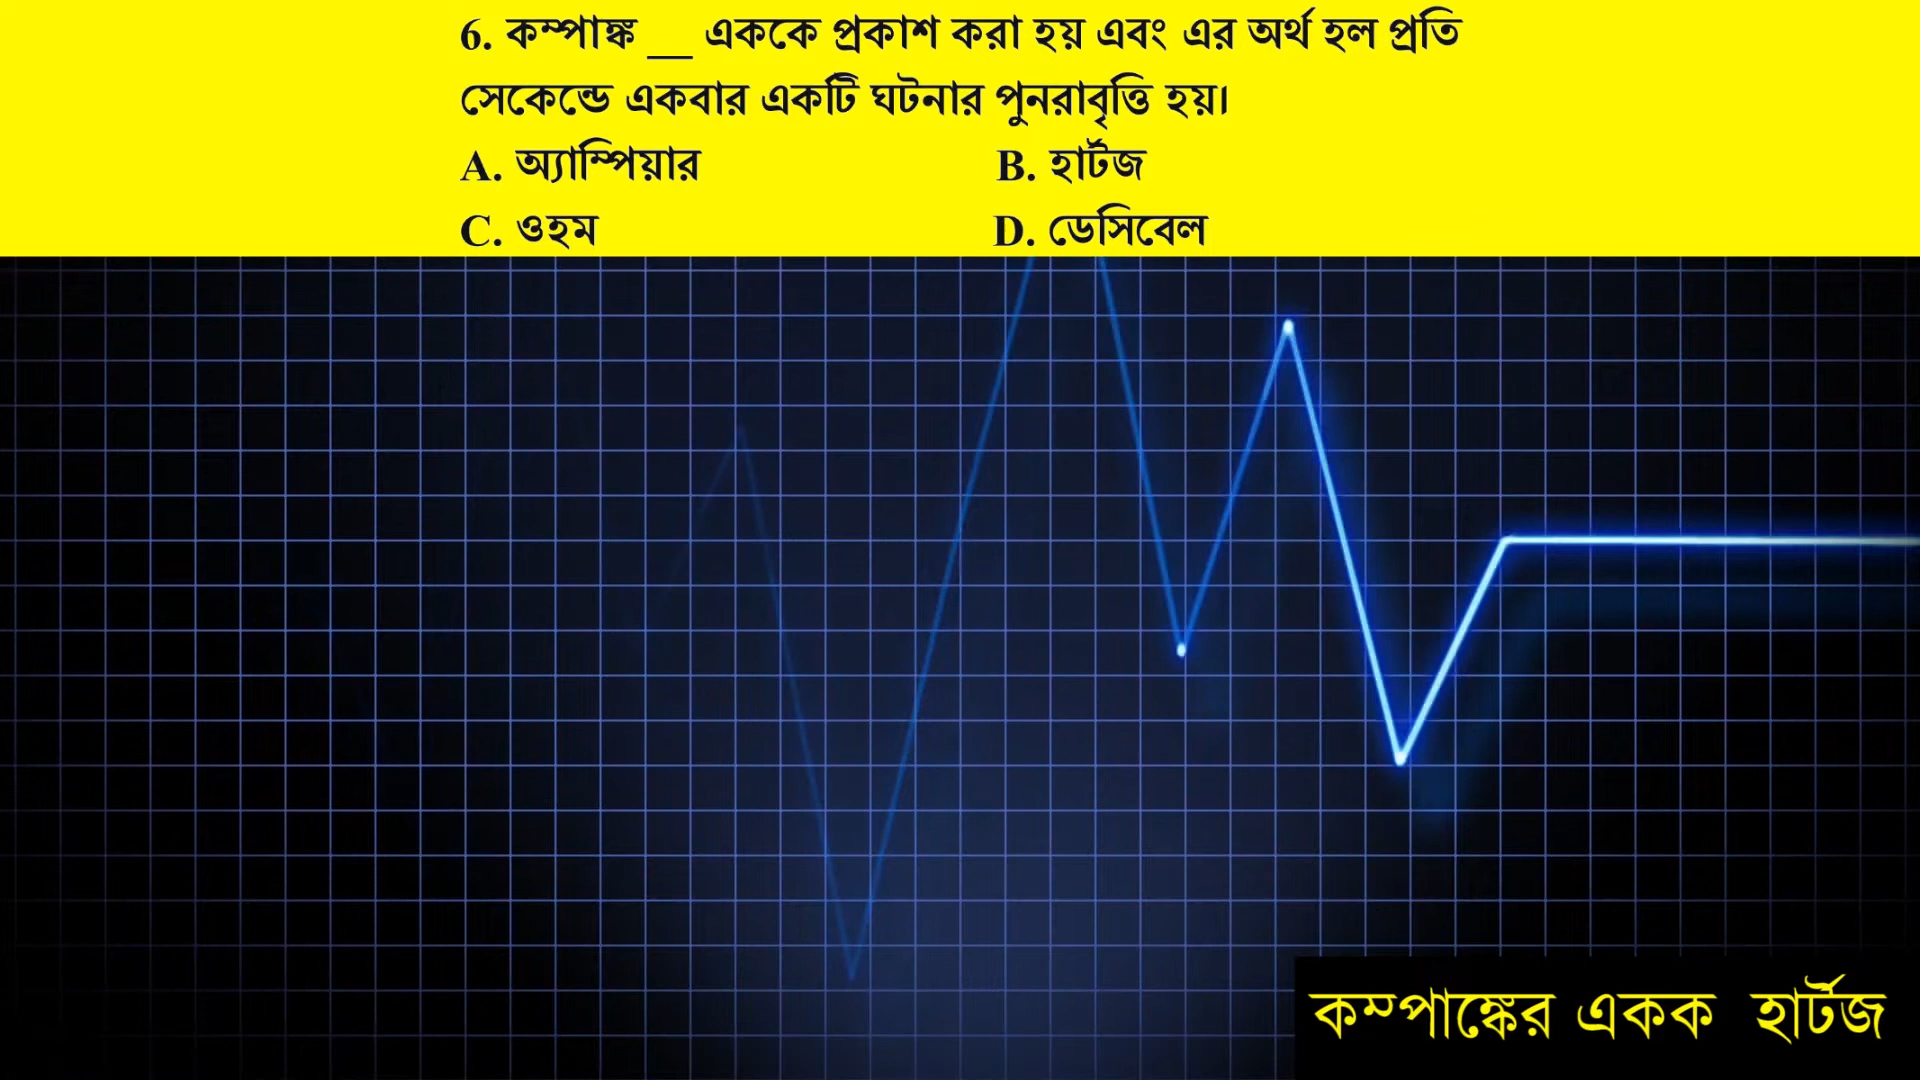 6. কম্পাঙ্ক __ এককে প্রকাশ করা হয় এবং এর অর্থ হল প্রতি
সেকেন্ডে একবার একটি ঘটনার পুনরাবৃত্তি হয়।
A. অ্যাম্পিয়ার B. হার্টজ
C. ওহম D. ডেসিবেল
কম্পাঙ্কের একক হার্টজ